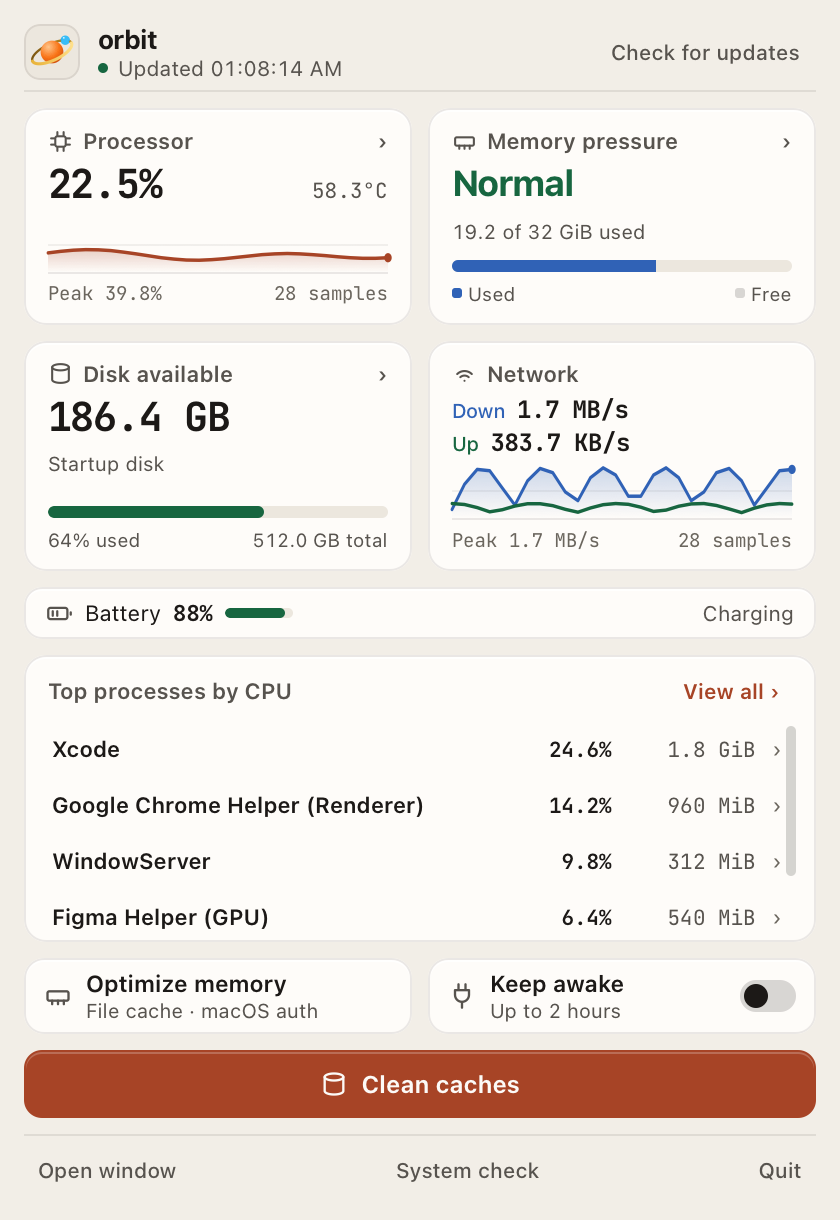 orbit
Updated 01:08:14 AM
Check for updates
Processor ›
22.5% 58.3°C
Peak 39.8% 28 samples
Memory pressure ›
Normal
19.2 of 32 GiB used
Used Free
Disk available ›
186.4 GB
Startup disk
64% used 512.0 GB total
Network
Down 1.7 MB/s
Up 383.7 KB/s
Peak 1.7 MB/s 28 samples
Battery 88% Charging
Top processes by CPU View all ›
Xcode 24.6% 1.8 GiB ›
Google Chrome Helper (Renderer) 14.2% 960 MiB ›
WindowServer 9.8% 312 MiB ›
Figma Helper (GPU) 6.4% 540 MiB ›
Optimize memory
File cache · macOS auth
Keep awake
Up to 2 hours
Clean caches
Open window System check Quit